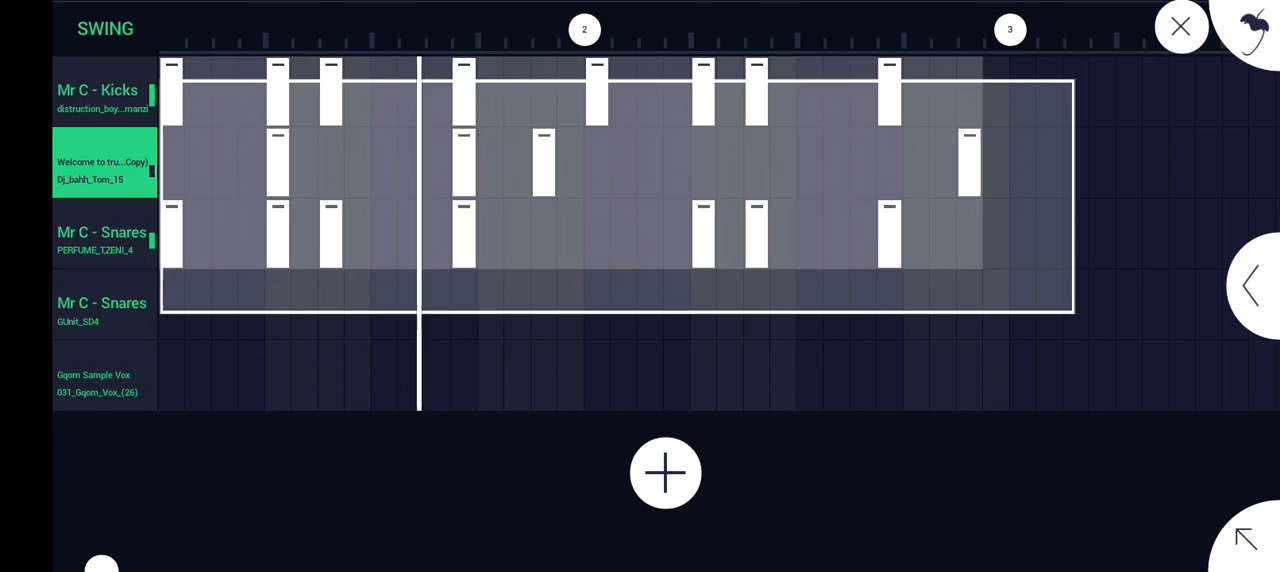 SWING
2
3
Mr C - Kicks
distruction_boy...manzi
Welcome to tru...Copy)
Dj_bahh_Tom_15
Mr C - Snares
PERFUME_T,ZENI_4
Mr C - Snares
GUnit_SD4
Gqom Sample Vox
031_Gqom_Vox_(26)